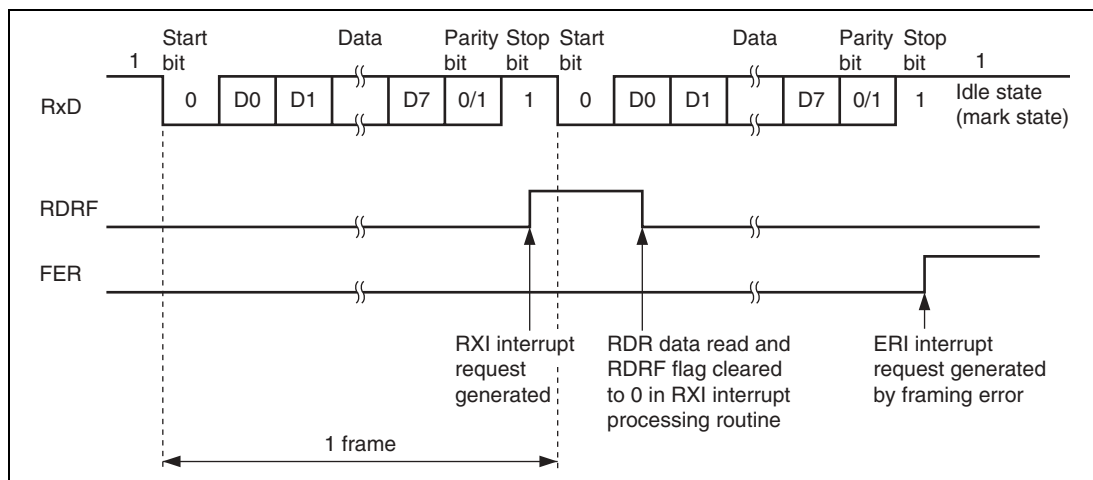 Start Data Parity Stop Start Data Parity Stop
1 bit bit bit bit bit bit 1
RxD 0 D0 D1 D7 0/1 1 0 D0 D1 D7 0/1 1 Idle state
(mark state)
RDRF
FER
RXI interrupt
request
generated
RDR data read and
RDRF flag cleared
to 0 in RXI interrupt
processing routine
ERI interrupt
request generated
by framing error
1 frame